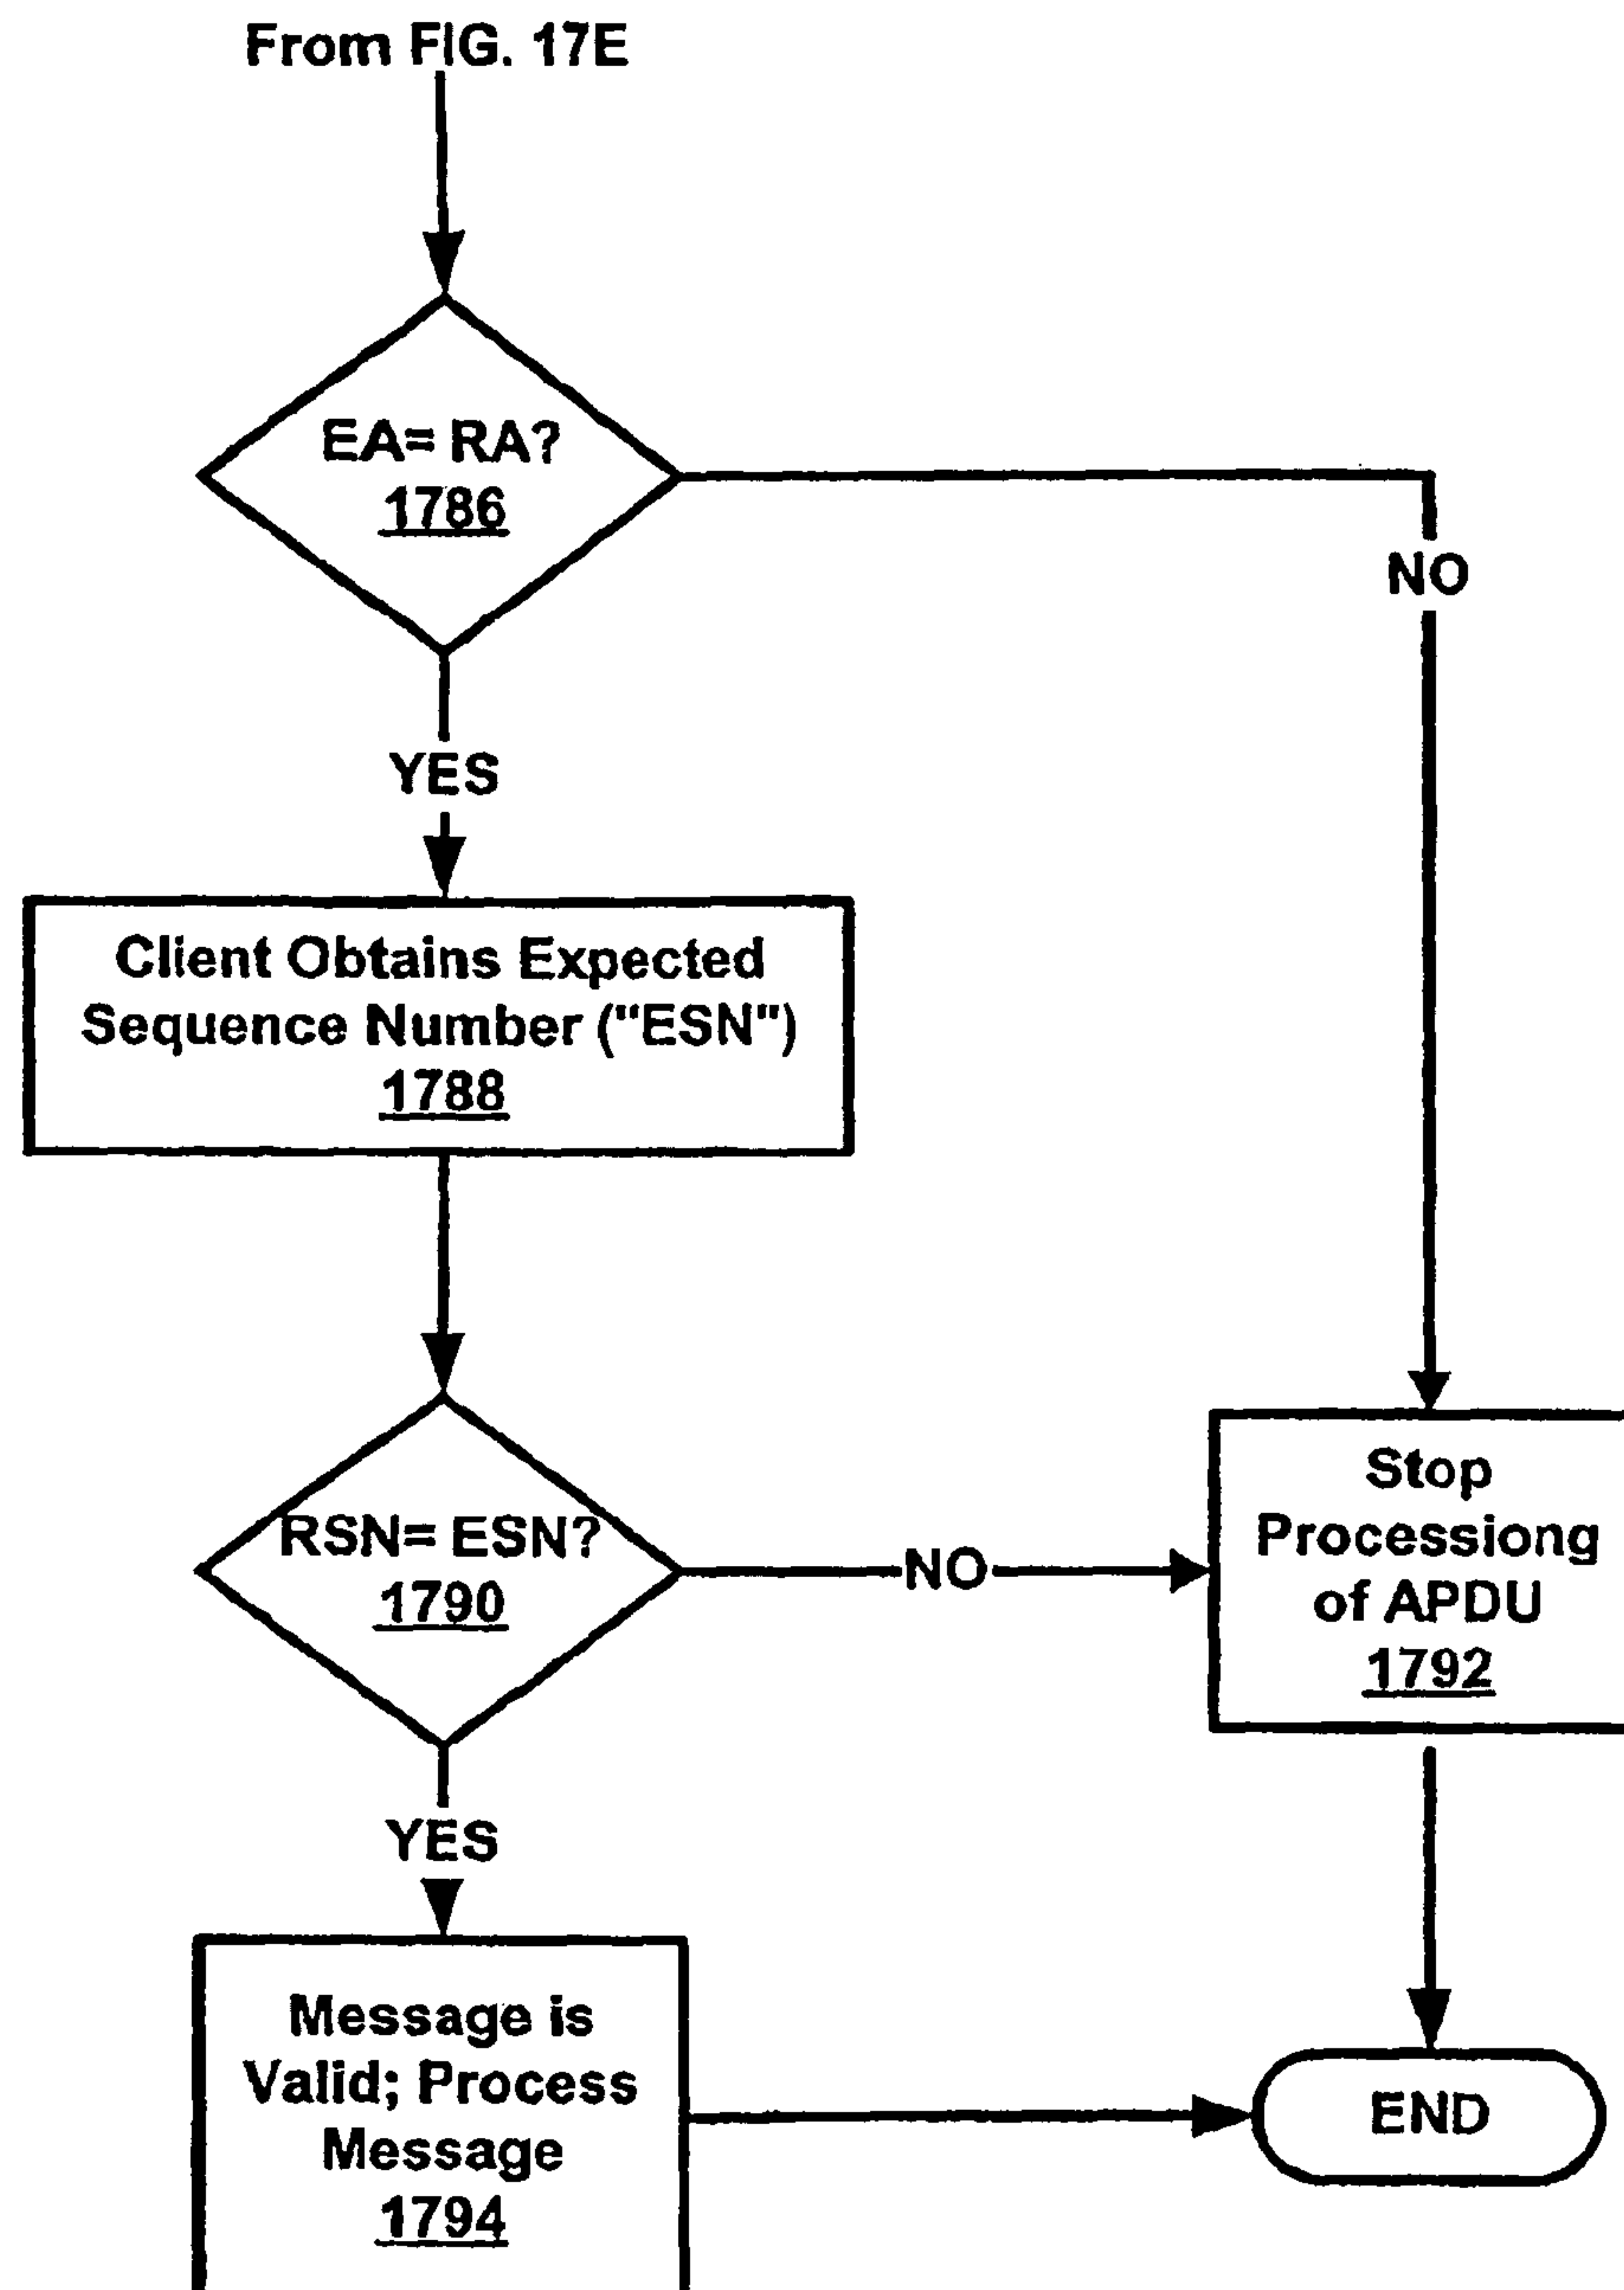 From FIG. 17E
EA= RA?
1786
NO
YES
Client Obtains Expected
Sequence Number ("ESN")
1788
RSN= ESN?
1790
NO
Stop
Processiong
of APDU
1792
YES
Message is
Valid; Process
Message
1794
END